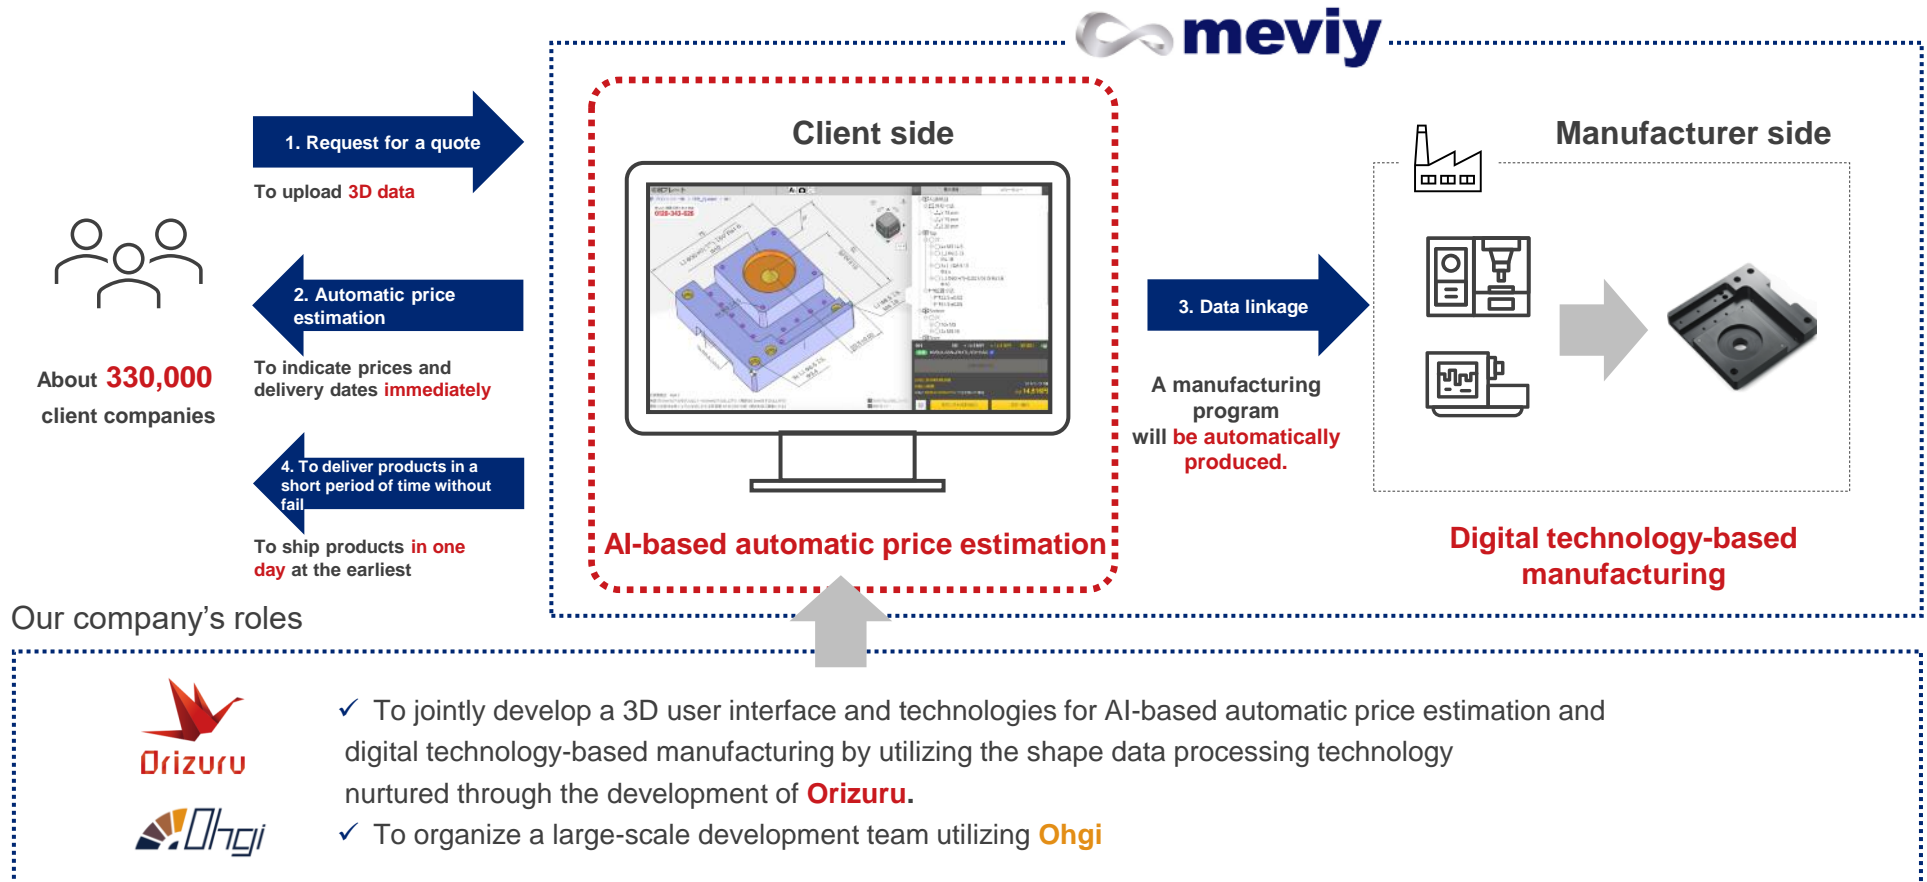 meviy
1. Request for a quote
To upload 3D data
2. Automatic price
estimation
To indicate prices and
delivery dates immediately
About 330,000
client companies
4. To deliver products in a
short period of time without
fail
To ship products in one
day at the earliest
Client side
0120-343-626
AI-based automatic price estimation
3. Data linkage
A manufacturing
program
will be automatically
produced.
Manufacturer side
Digital technology-based
manufacturing
Our company's roles
Orizuru
✓ To jointly develop a 3D user interface and technologies for AI-based automatic price estimation and
digital technology-based manufacturing by utilizing the shape data processing technology
nurtured through the development of Orizuru.
Ohgi
✓ To organize a large-scale development team utilizing Ohgi